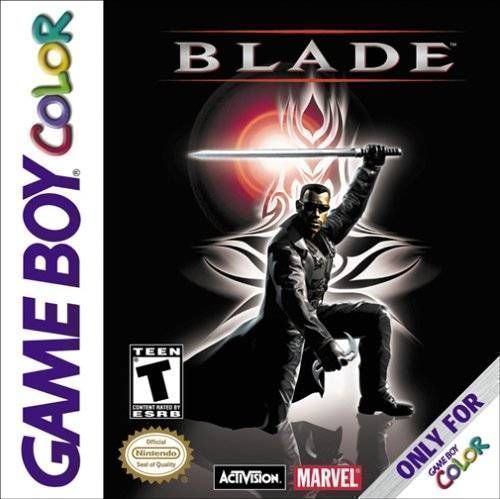 GAME BOY COLOR
®
BLADE™
TEEN
T
CONTENT RATED BY
ESRB
Official
Nintendo
Seal of Quality
ACTIVISION.
MARVEL
ONLY FOR
GAME BOY
COLOR